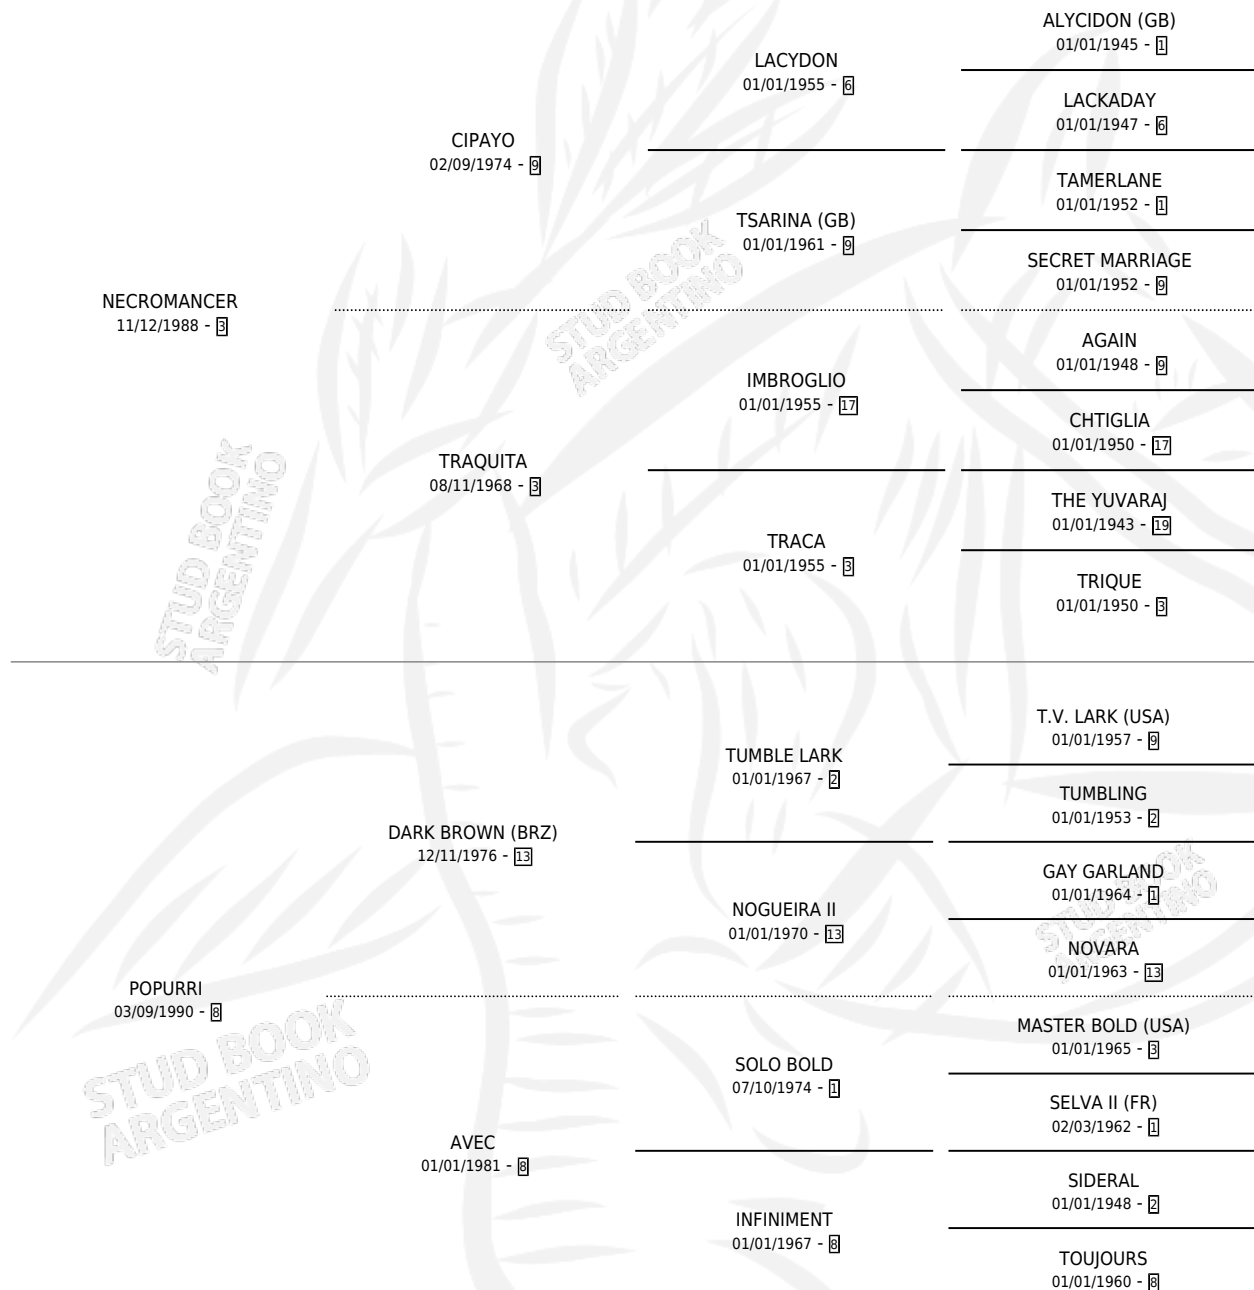 ALYCIDON (GB)
01/01/1945 - 1
LACYDON
01/01/1955 - 6
LACKADAY
01/01/1947 - 6
CIPAYO
02/09/1974 - 9
TAMERLANE
01/01/1952 - 1
TSARINA (GB)
01/01/1961 - 9
SECRET MARRIAGE
01/01/1952 - 9
NECROMANCER
11/12/1988 - 3
AGAIN
01/01/1948 - 9
IMBROGLIO
01/01/1955 - 17
CHTIGLIA
01/01/1950 - 17
TRAQUITA
08/11/1968 - 3
THE YUVARAJ
01/01/1943 - 19
TRACA
01/01/1955 - 3
TRIQUE
01/01/1950 - 3
STUD BOOK
ARGENTINO
STUD BOOK
ARGENTINO
T.V. LARK (USA)
01/01/1957 - 9
TUMBLE LARK
01/01/1967 - 2
TUMBLING
01/01/1953 - 2
DARK BROWN (BRZ)
12/11/1976 - 13
GAY GARLAND
01/01/1964 - 1
NOGUEIRA II
01/01/1970 - 13
NOVARA
01/01/1963 - 13
POPURRI
03/09/1990 - 8
MASTER BOLD (USA)
01/01/1965 - 3
SOLO BOLD
07/10/1974 - 1
SELVA II (FR)
02/03/1962 - 1
AVEC
01/01/1981 - 8
SIDERAL
01/01/1948 - 2
INFINIMENT
01/01/1967 - 8
TOUJOURS
01/01/1960 - 8
STUD BOOK
ARGENTINO
STUD BOOK
ARGENTINO